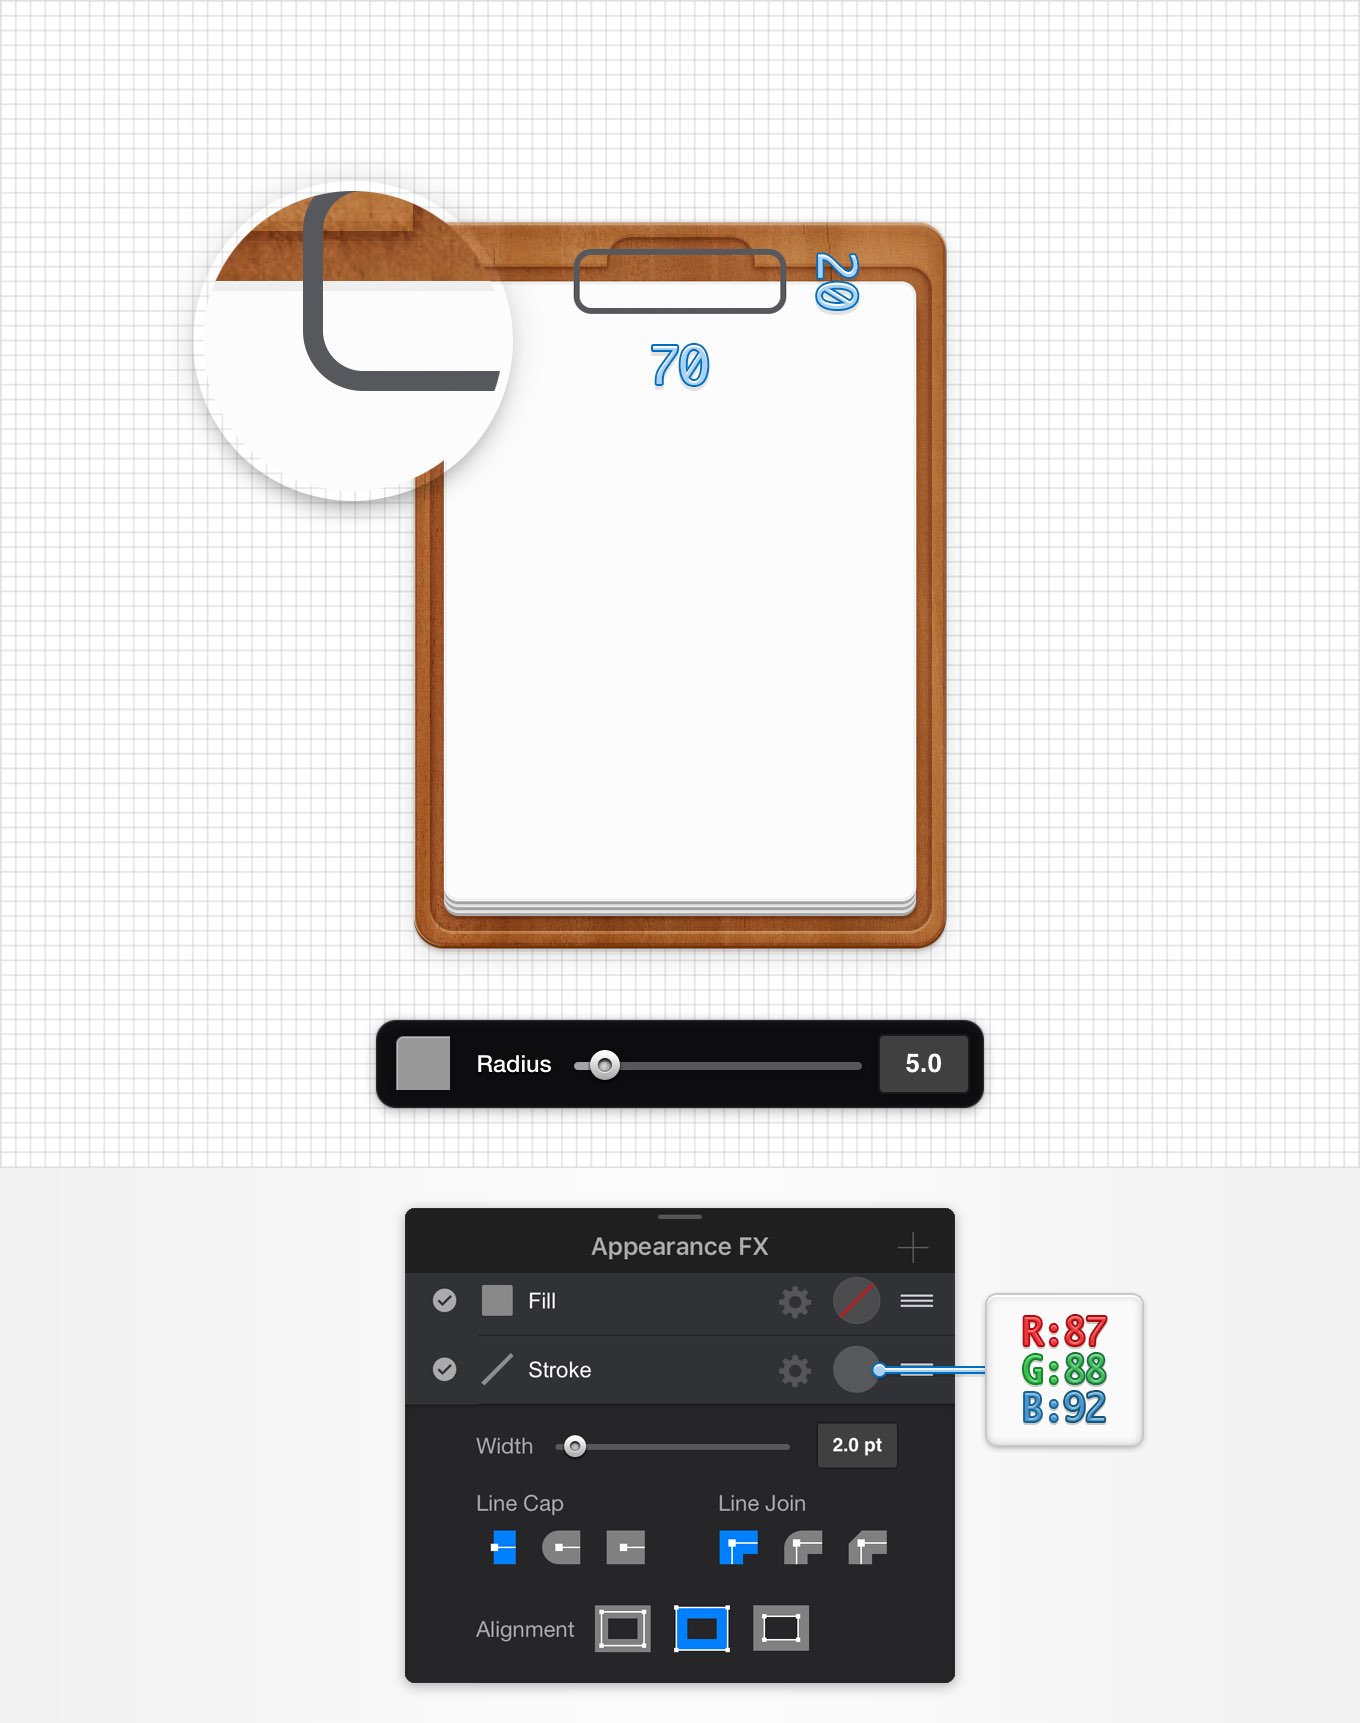 20
70
Radius
5.0
Appearance FX
Fill
Stroke
R:87
G:88
B:92
Width
2.0 pt
Line Cap
Line Join
Alignment